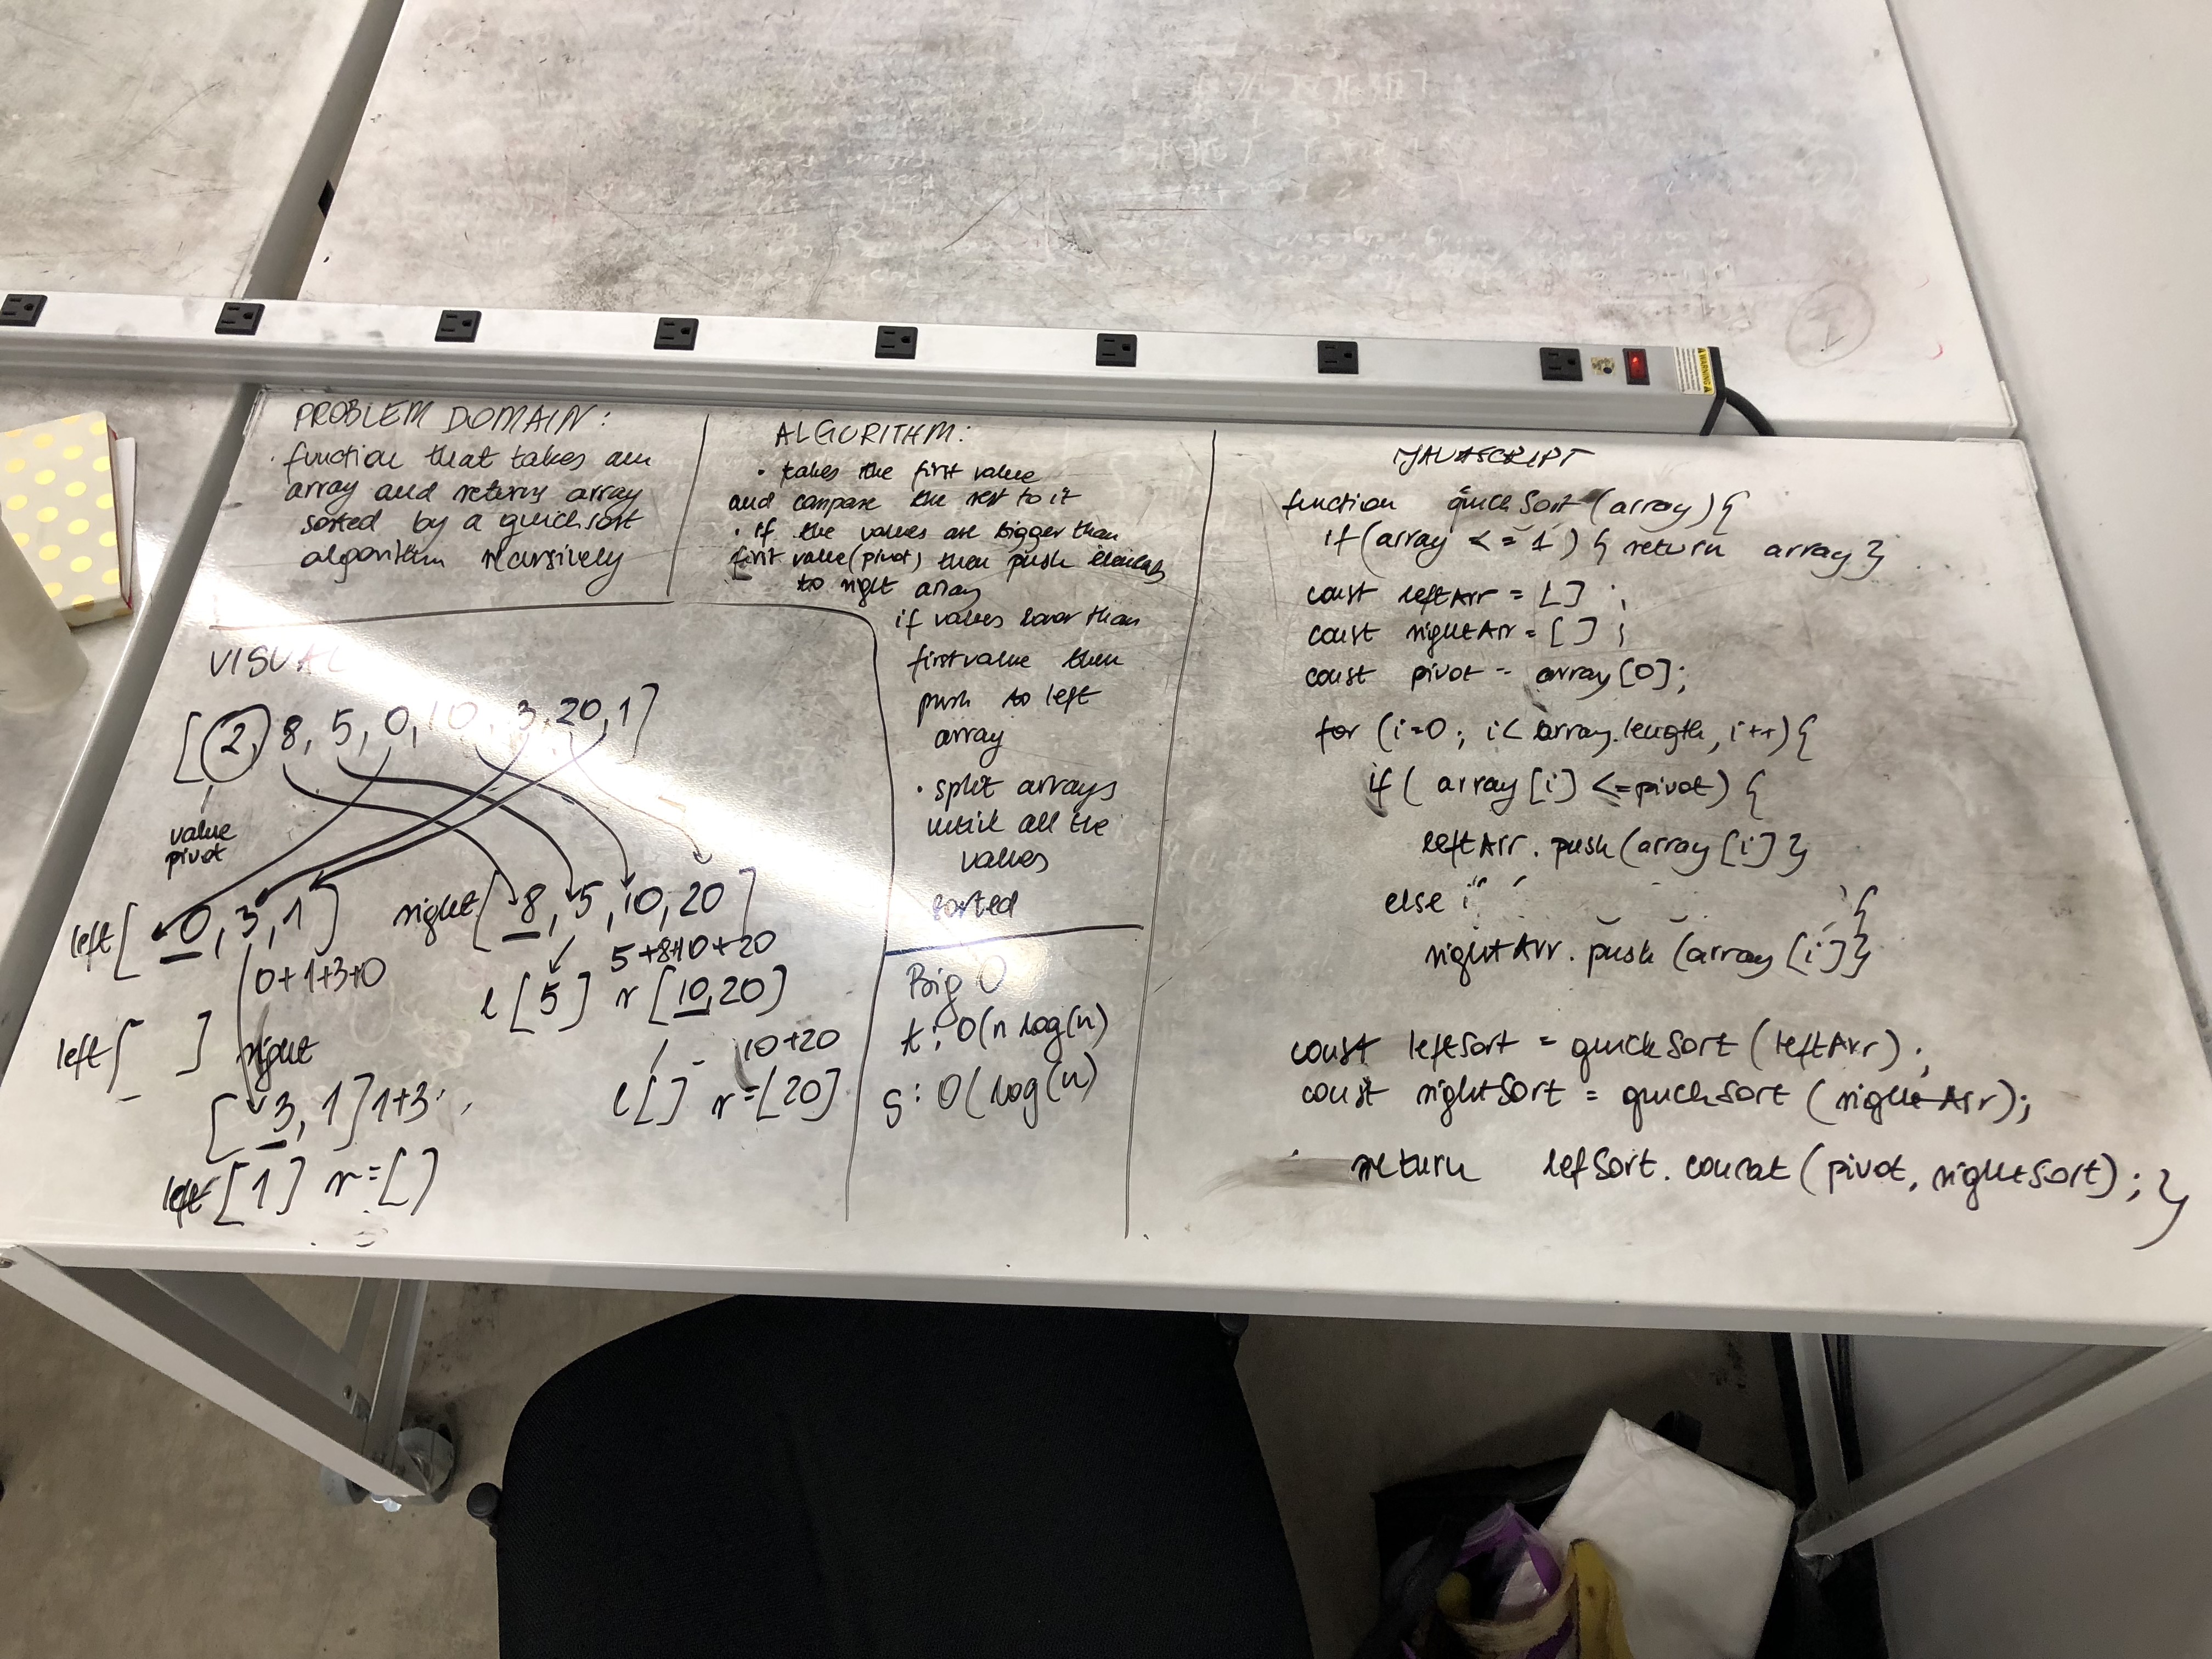 PROBLEM DOMAIN:
function that takes an
array and returns array
sorted by a quicksort
algorithm recursively
ALGORITHM:
• takes the first value
and compare the rest to it
• if the values are bigger than
first value (pivot) then push elements
to right array
if values lower than
first value then
push to left
array
• split arrays
until all the
values
sorted
VISUAL
[2, 8, 5, 0, 10, 3, 20, 1]
value
pivot
left [0, 3, 1]
right [8, 5, 10, 20]
0+1+3+0
5+8+10+20
l [5] r [10, 20]
left [ ] right
10+20
[3, 1] 1+3
l [] r=[20]
left [1] r=[]
Big O
t: O(n log(n)
S: O(log(n)
JAVASCRIPT
function quickSort (array) {
if (array <= 1) { return array }
const leftArr = [] ;
const rightArr = [] ;
const pivot = array [0];
for (i=0; i< array.length, i++) {
if ( array [i] <= pivot) {
leftArr. push (array [i] }
else {
rightArr. push (array [i] }
const leftSort = quickSort (leftArr) ;
const rightSort = quickSort (rightArr);
return lefSort. concat (pivot, rightSort) ; }
WARNING